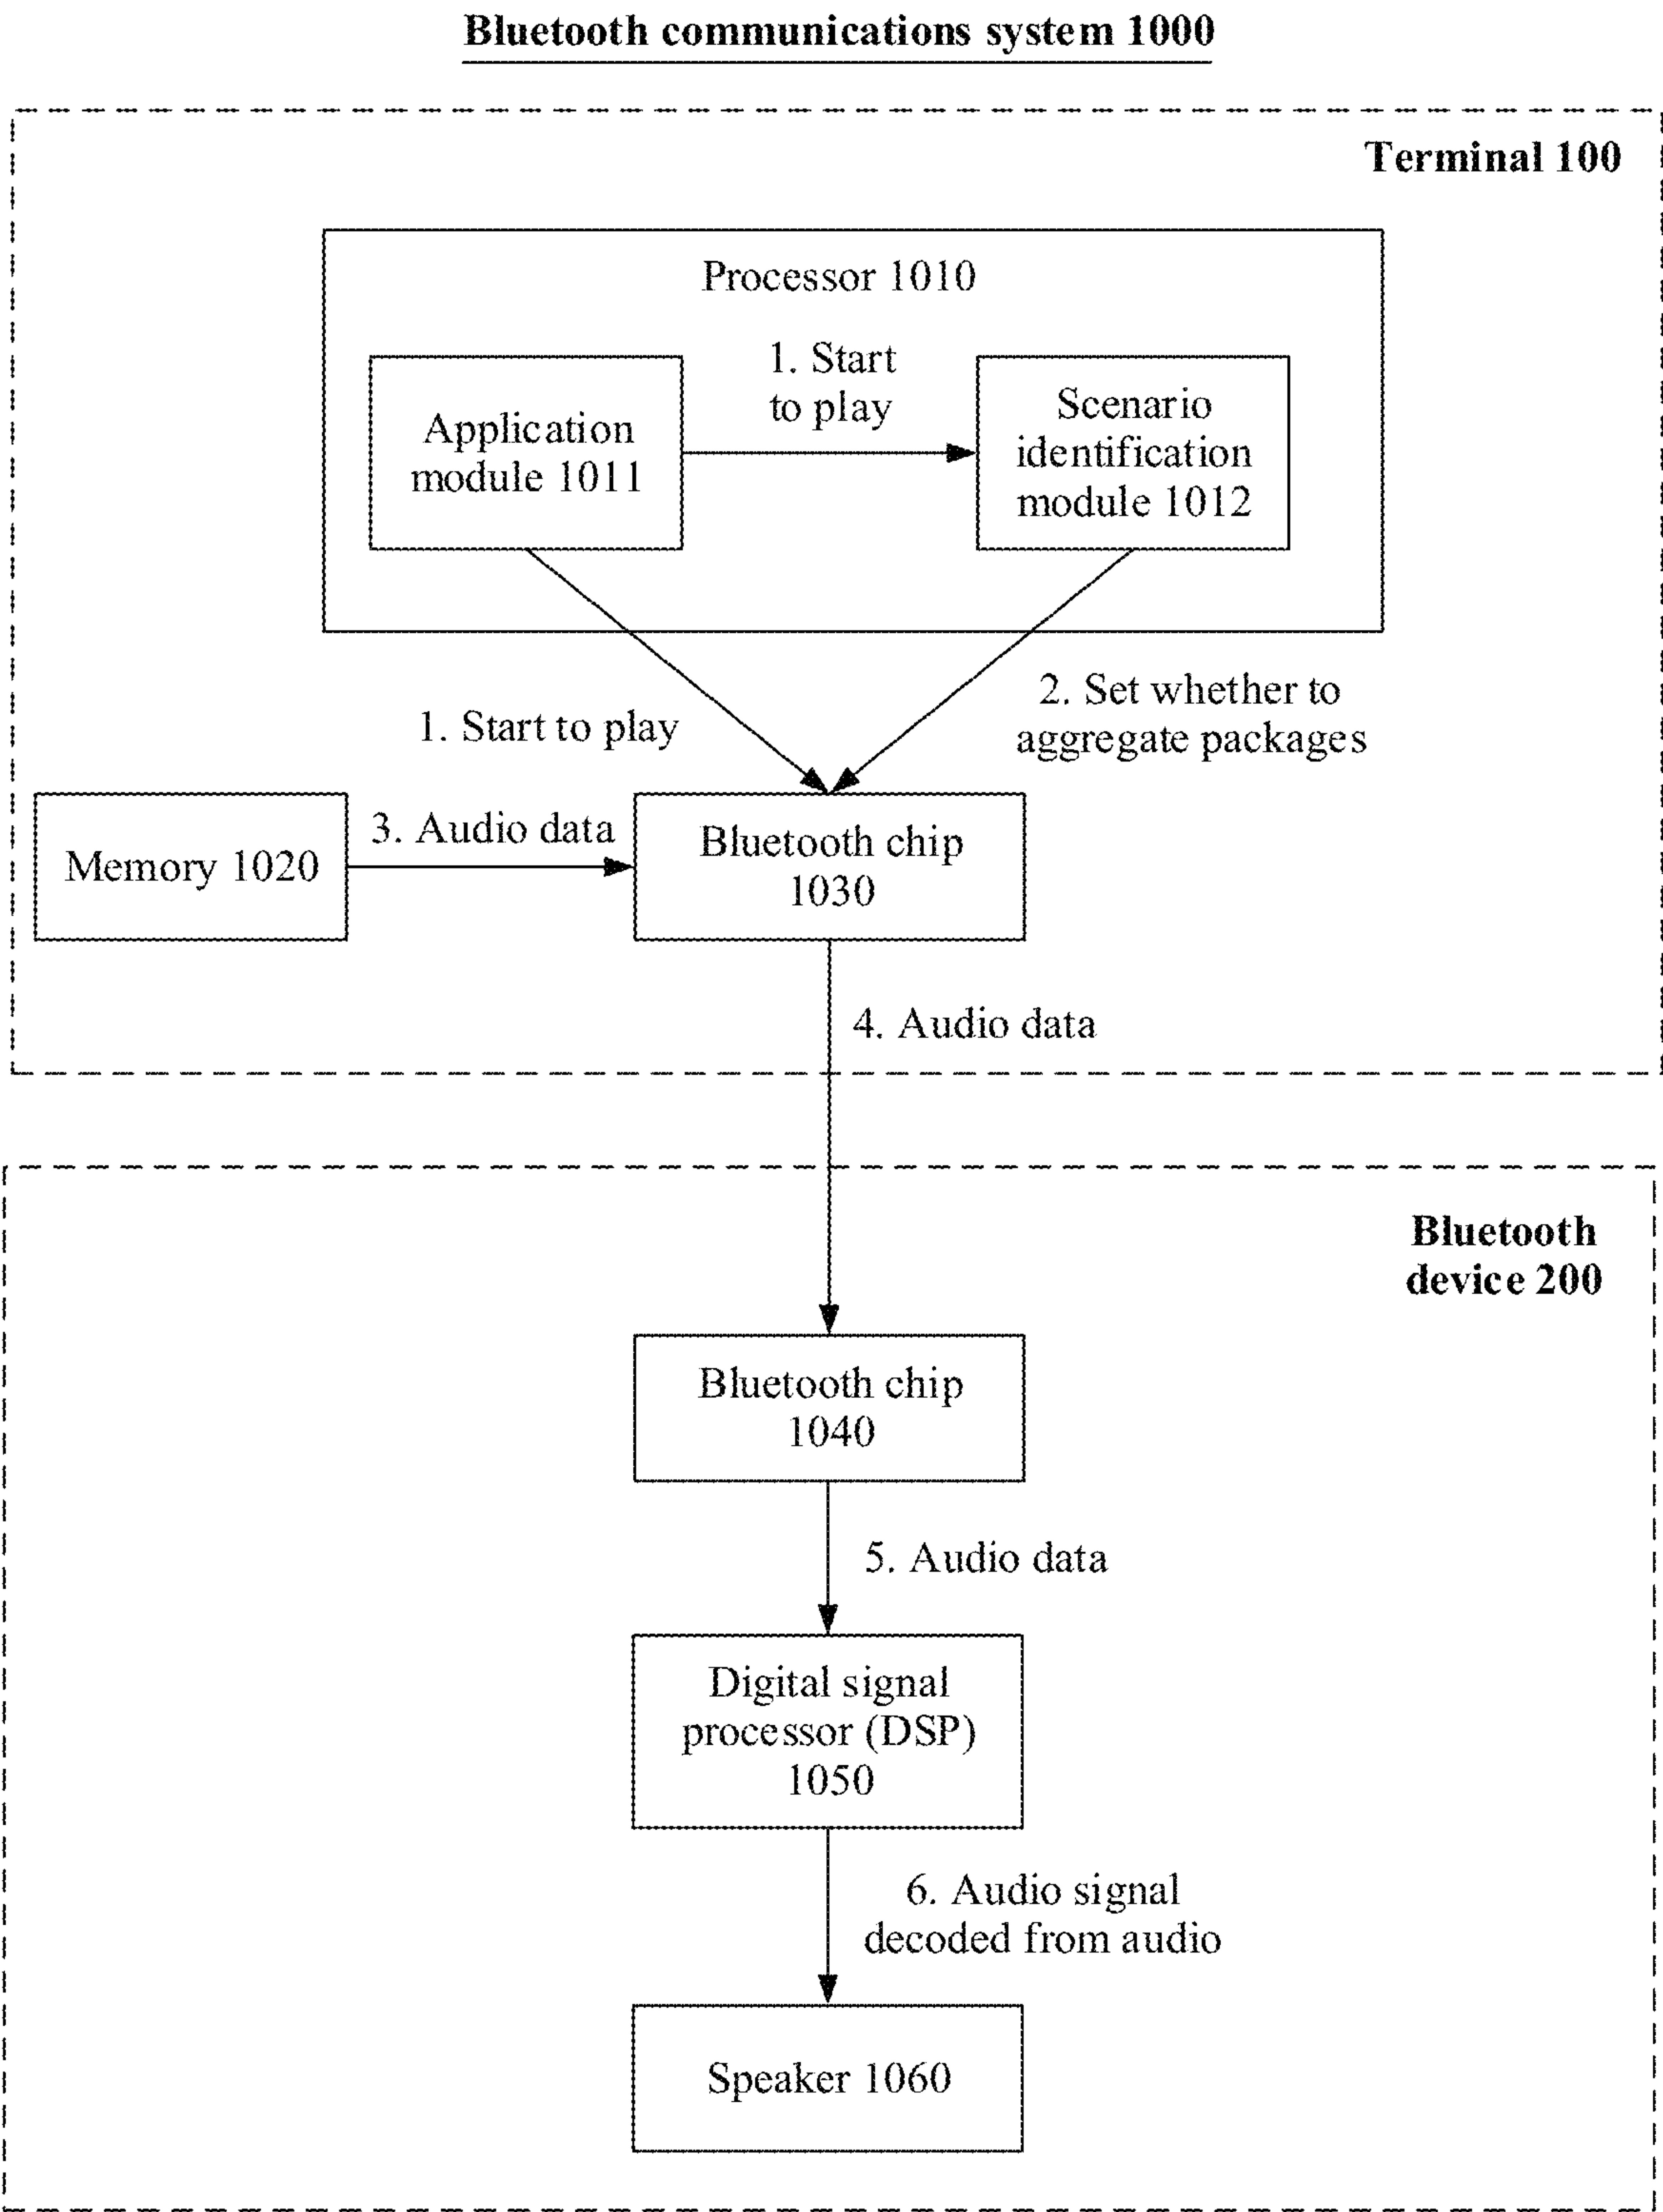 Bluetooth communications system 1000
Terminal 100
Processor 1010
1. Start
to play
Application
module 1011
Scenario
identification
module 1012
1. Start to play
2. Set whether to
aggregate packages
Memory 1020
3. Audio data
Bluetooth chip
1030
4. Audio data
Bluetooth
device 200
Bluetooth chip
1040
5. Audio data
Digital signal
processor (DSP)
1050
6. Audio signal
decoded from audio
Speaker 1060